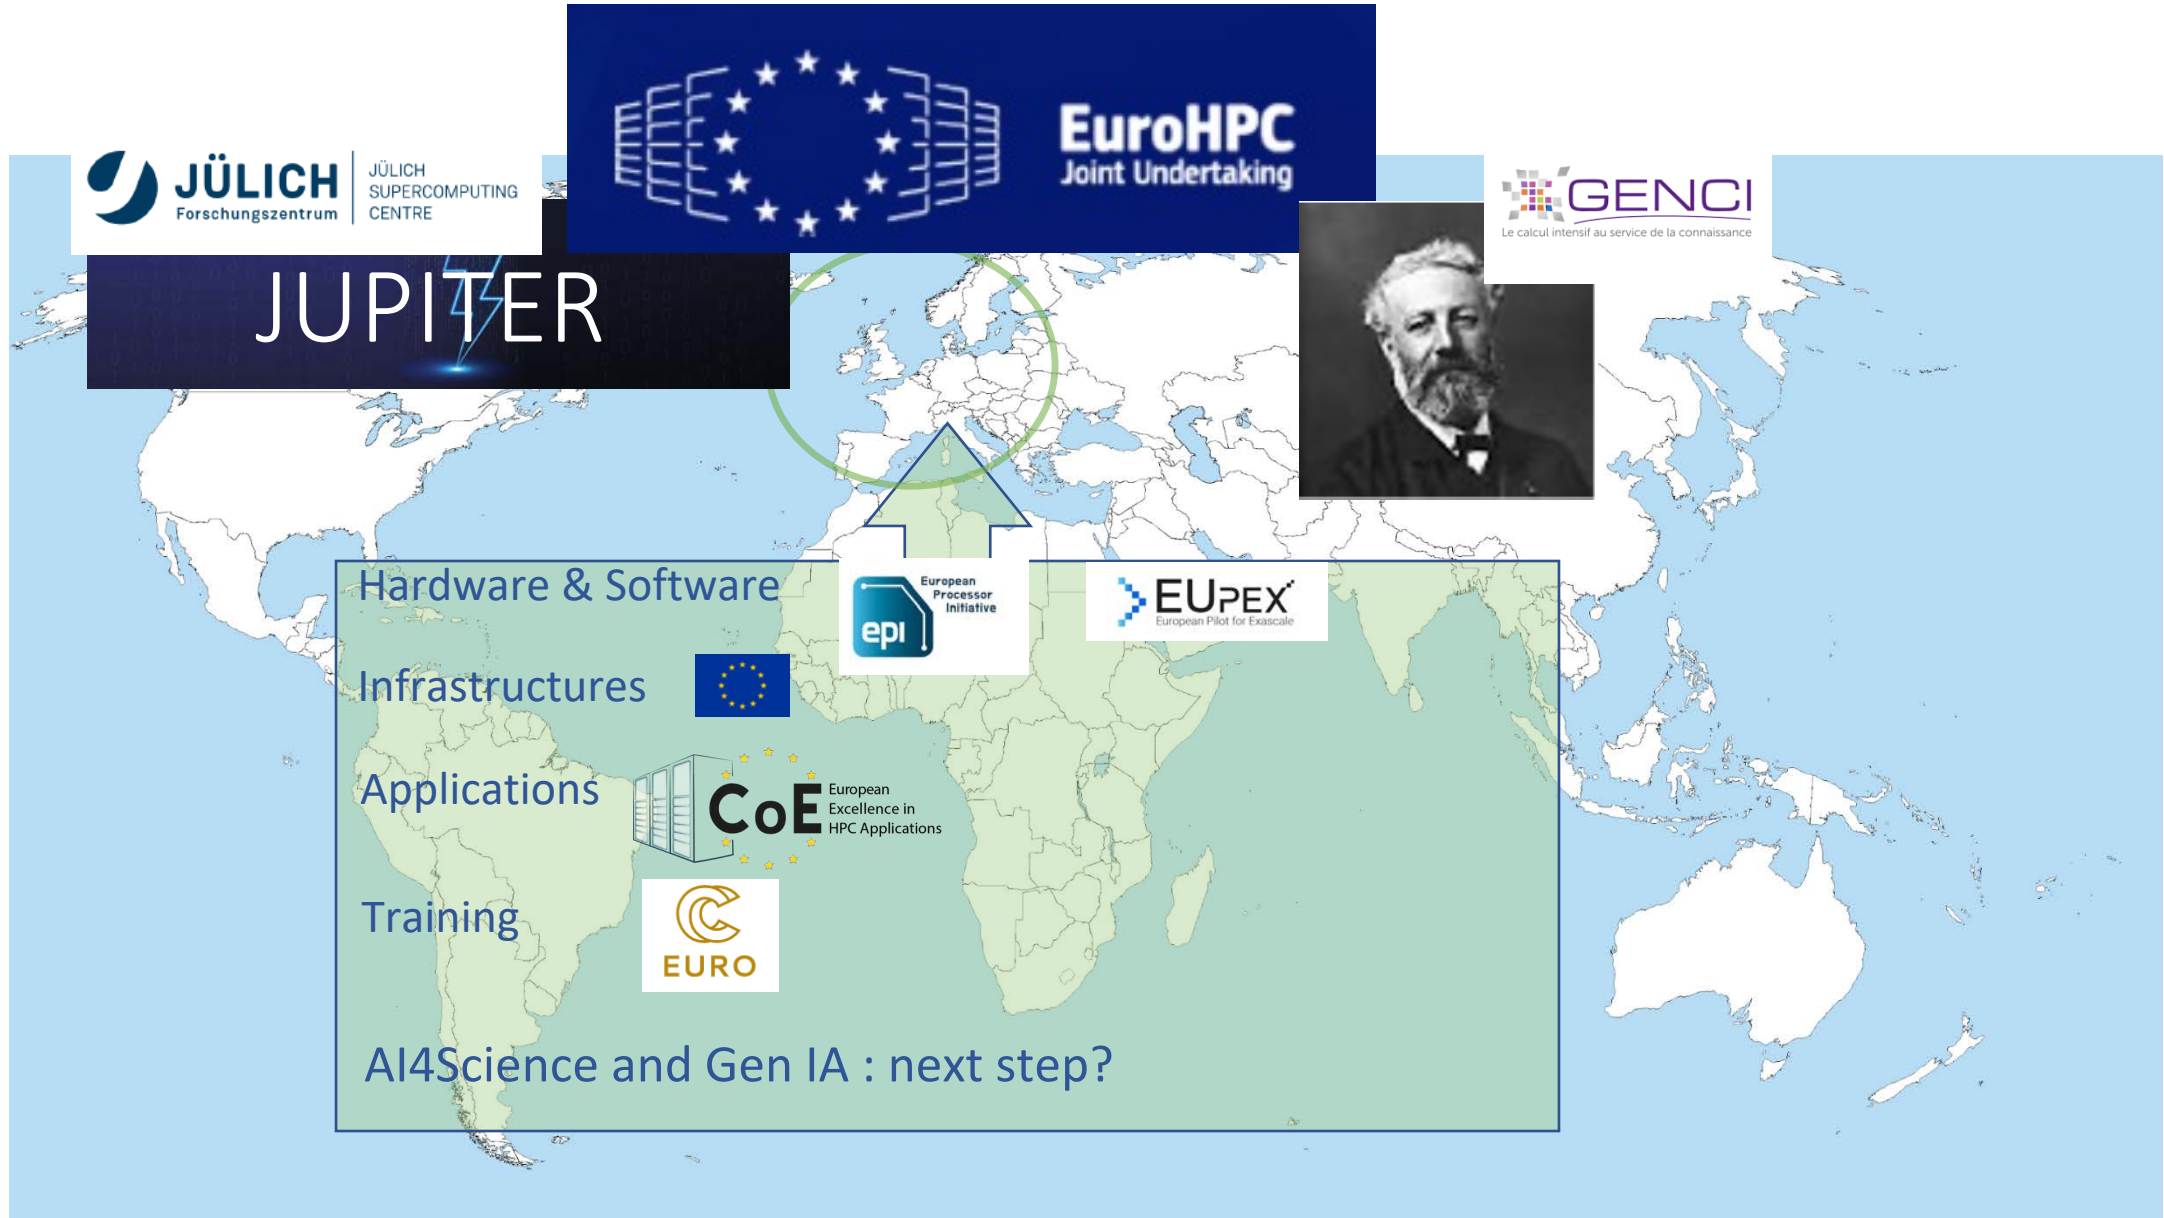 EuroHPC
Joint Undertaking
JÜLICH
Forschungszentrum
JÜLICH
SUPERCOMPUTING
CENTRE
GENCI
Le calcul intensif au service de la connaissance
JUPITER
Hardware & Software
European
Processor
Initiative
epi
EUPEX
European Pilot for Exascale
Infrastructures
Applications
CoE
European
Excellence in
HPC Applications
Training
CC
EURO
AI4Science and Gen IA : next step?